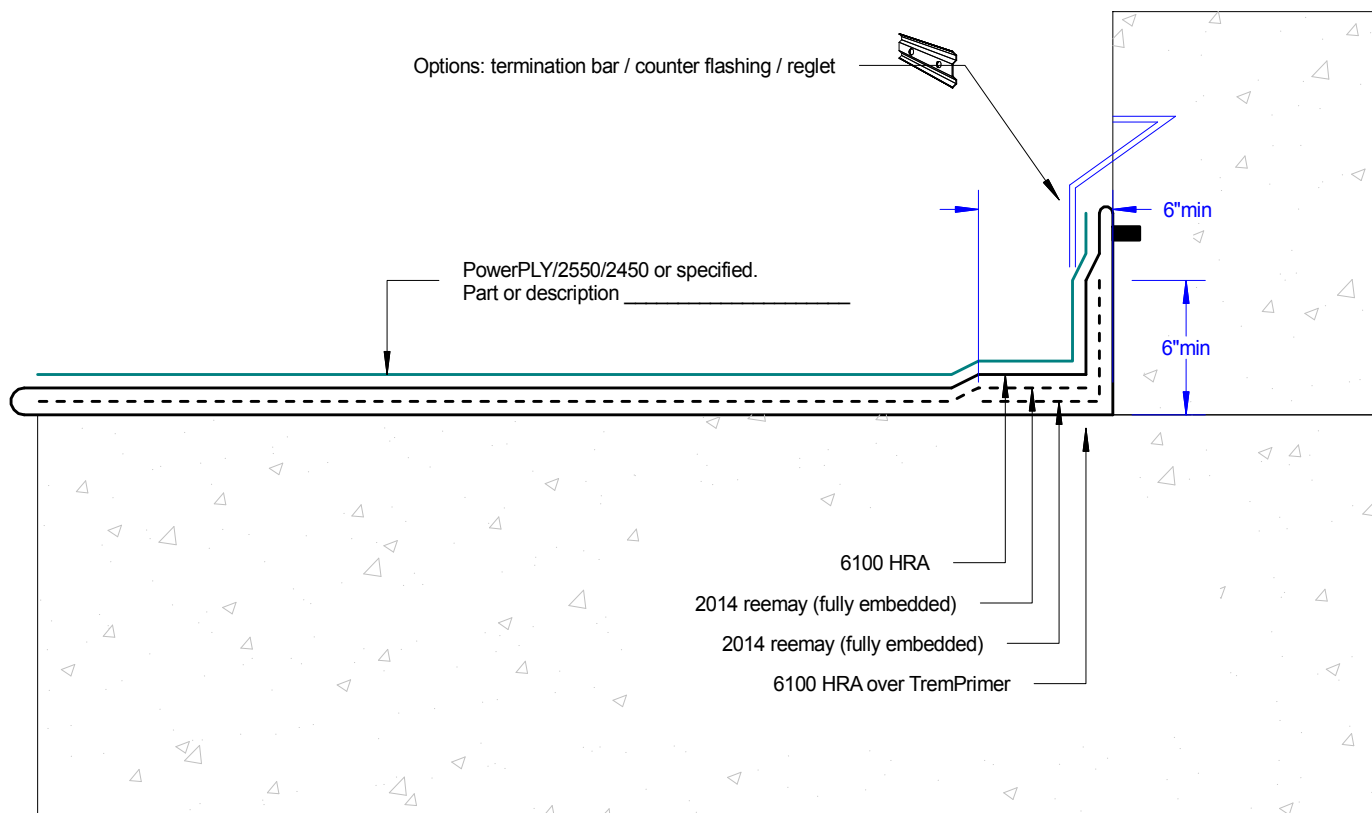 Options: termination bar / counter flashing / reglet
6"min
PowerPLY/2550/2450 or specified.
Part or description ______________________
6"min
6100 HRA
2014 reemay (fully embedded)
2014 reemay (fully embedded)
6100 HRA over TremPrimer